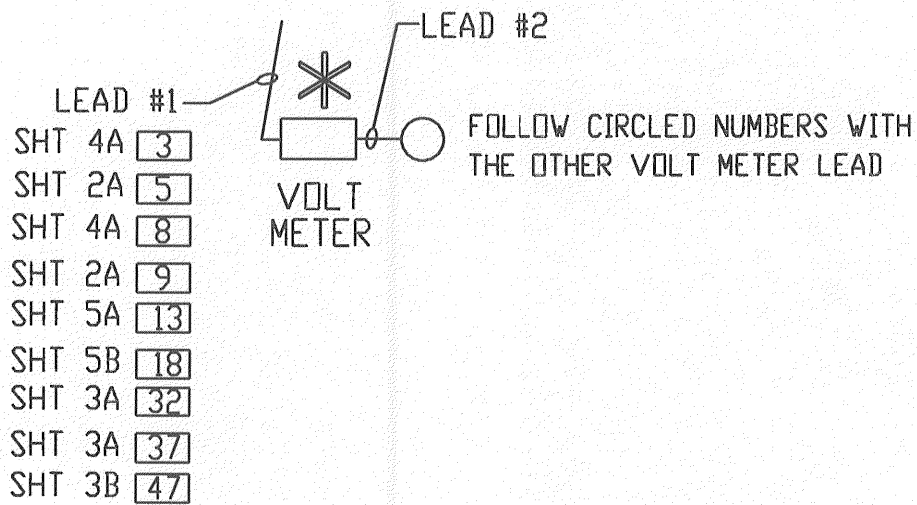 LEAD #2
LEAD #1
FOLLOW CIRCLED NUMBERS WITH
THE OTHER VOLT METER LEAD
VOLT
METER
SHT 4A 3
SHT 2A 5
SHT 4A 8
SHT 2A 9
SHT 5A 13
SHT 5B 18
SHT 3A 32
SHT 3A 37
SHT 3B 47